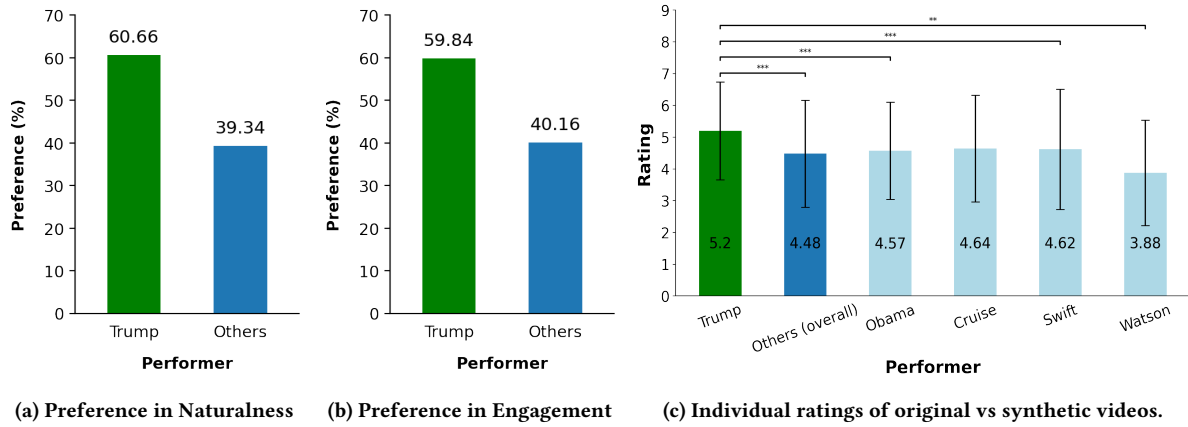 70
60
50
40
30
20
10
0
Preference (%)
60.66
39.34
Trump
Others
Performer
(a) Preference in Naturalness
70
60
50
40
30
20
10
0
Preference (%)
59.84
40.16
Trump
Others
Performer
(b) Preference in Engagement
9
8
7
6
5
4
3
2
1
0
Rating
**
***
***
***
5.2
4.48
4.57
4.64
4.62
3.88
Trump
Others (overall)
Obama
Cruise
Swift
Watson
Performer
(c) Individual ratings of original vs synthetic videos.